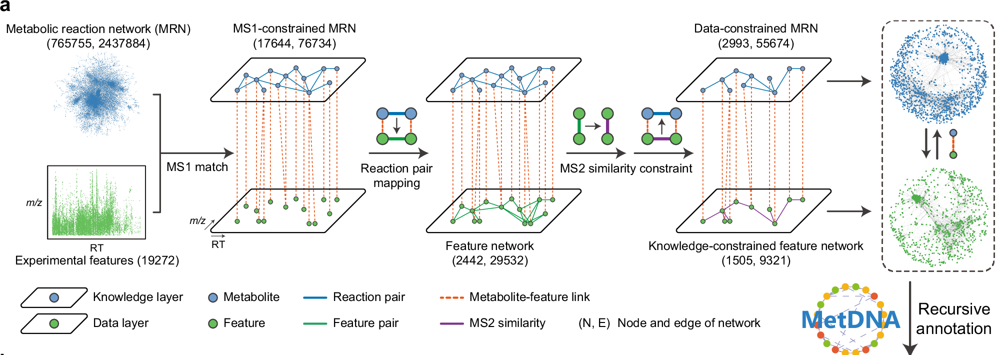 a
Metabolic reaction network (MRN)
(765755, 2437884)
MS1-constrained MRN
(17644, 76734)
Data-constrained MRN
(2993, 55674)
MS1 match
Reaction pair
mapping
MS2 similarity constraint
m/z
RT
Experimental features (19272)
m/z
RT
Feature network
(2442, 29532)
Knowledge-constrained feature network
(1505, 9321)
Knowledge layer
Metabolite
Reaction pair
Metabolite-feature link
Data layer
Feature
Feature pair
MS2 similarity
(N, E) Node and edge of network
MetDNA
Recursive
annotation